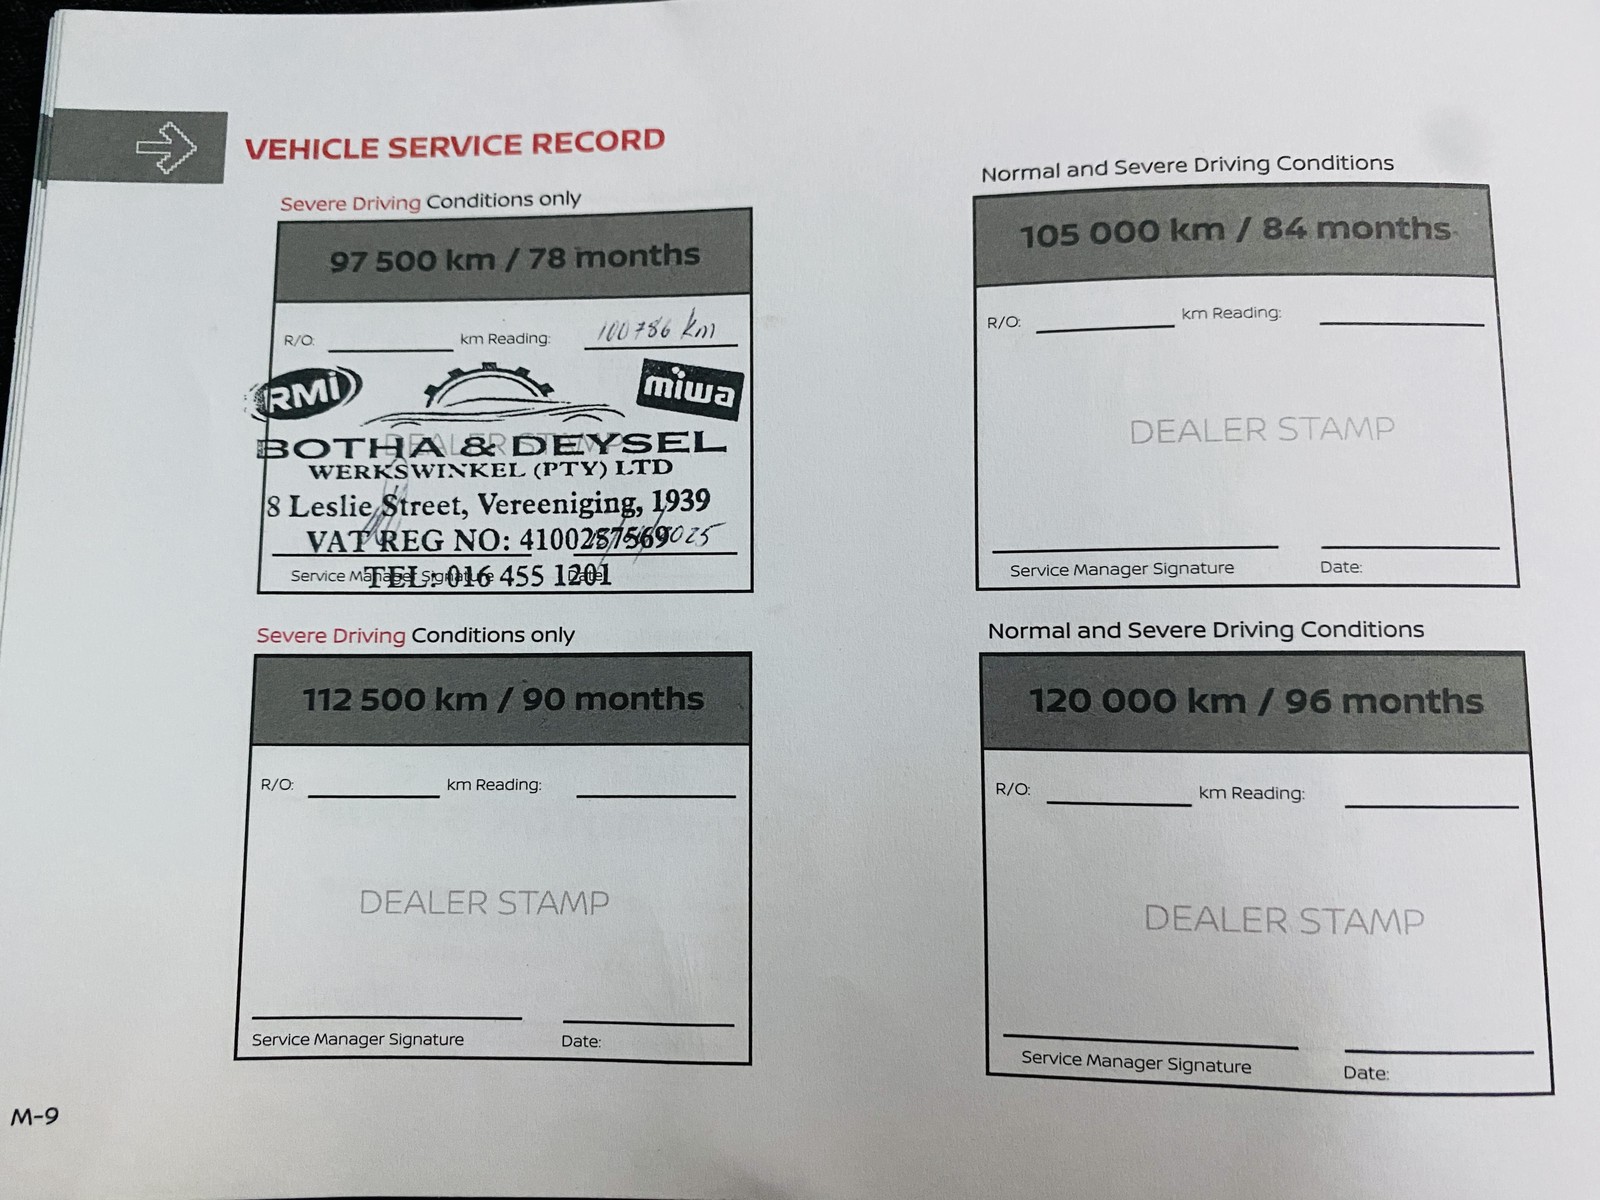 VEHICLE SERVICE RECORD
Severe Driving Conditions only
97 500 km / 78 months
R/O:
km Reading: 100786 km
RMi
miwa
DEALER STAMP
BOTHA & DEYSEL
WERKSWINKEL (PTY) LTD
8 Leslie Street, Vereeniging, 1939
VAT REG NO: 4100257569
2025
Service Manager Signature Date:
TEL: 016 455 1201
Normal and Severe Driving Conditions
105 000 km / 84 months
R/O: km Reading:
DEALER STAMP
Service Manager Signature Date:
Severe Driving Conditions only
112 500 km / 90 months
R/O: km Reading:
DEALER STAMP
Service Manager Signature Date:
Normal and Severe Driving Conditions
120 000 km / 96 months
R/O: km Reading:
DEALER STAMP
Service Manager Signature Date:
M-9